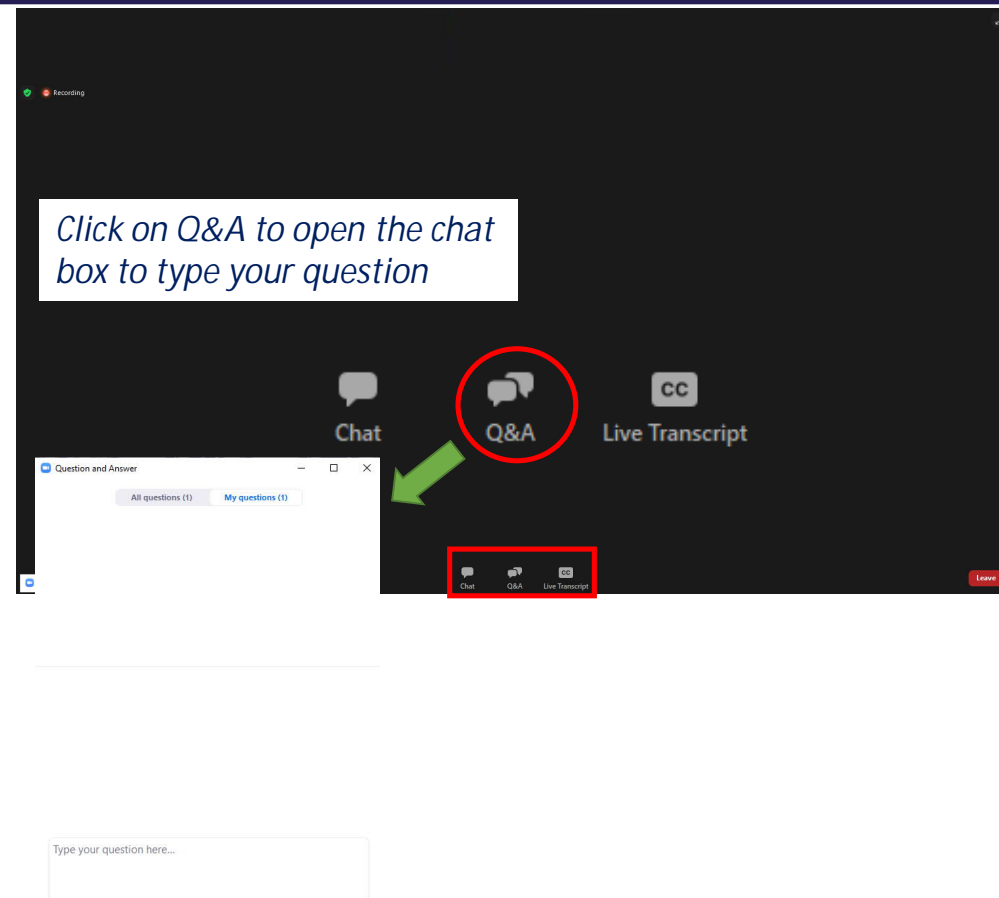 Recording
Click on Q&A to open the chat
box to type your question
Chat
Q&A
CC
Live Transcript
Question and Answer
All questions (1)
My questions (1)
Chat
Q&A
CC
Live Transcript
Leave
Type your question here...